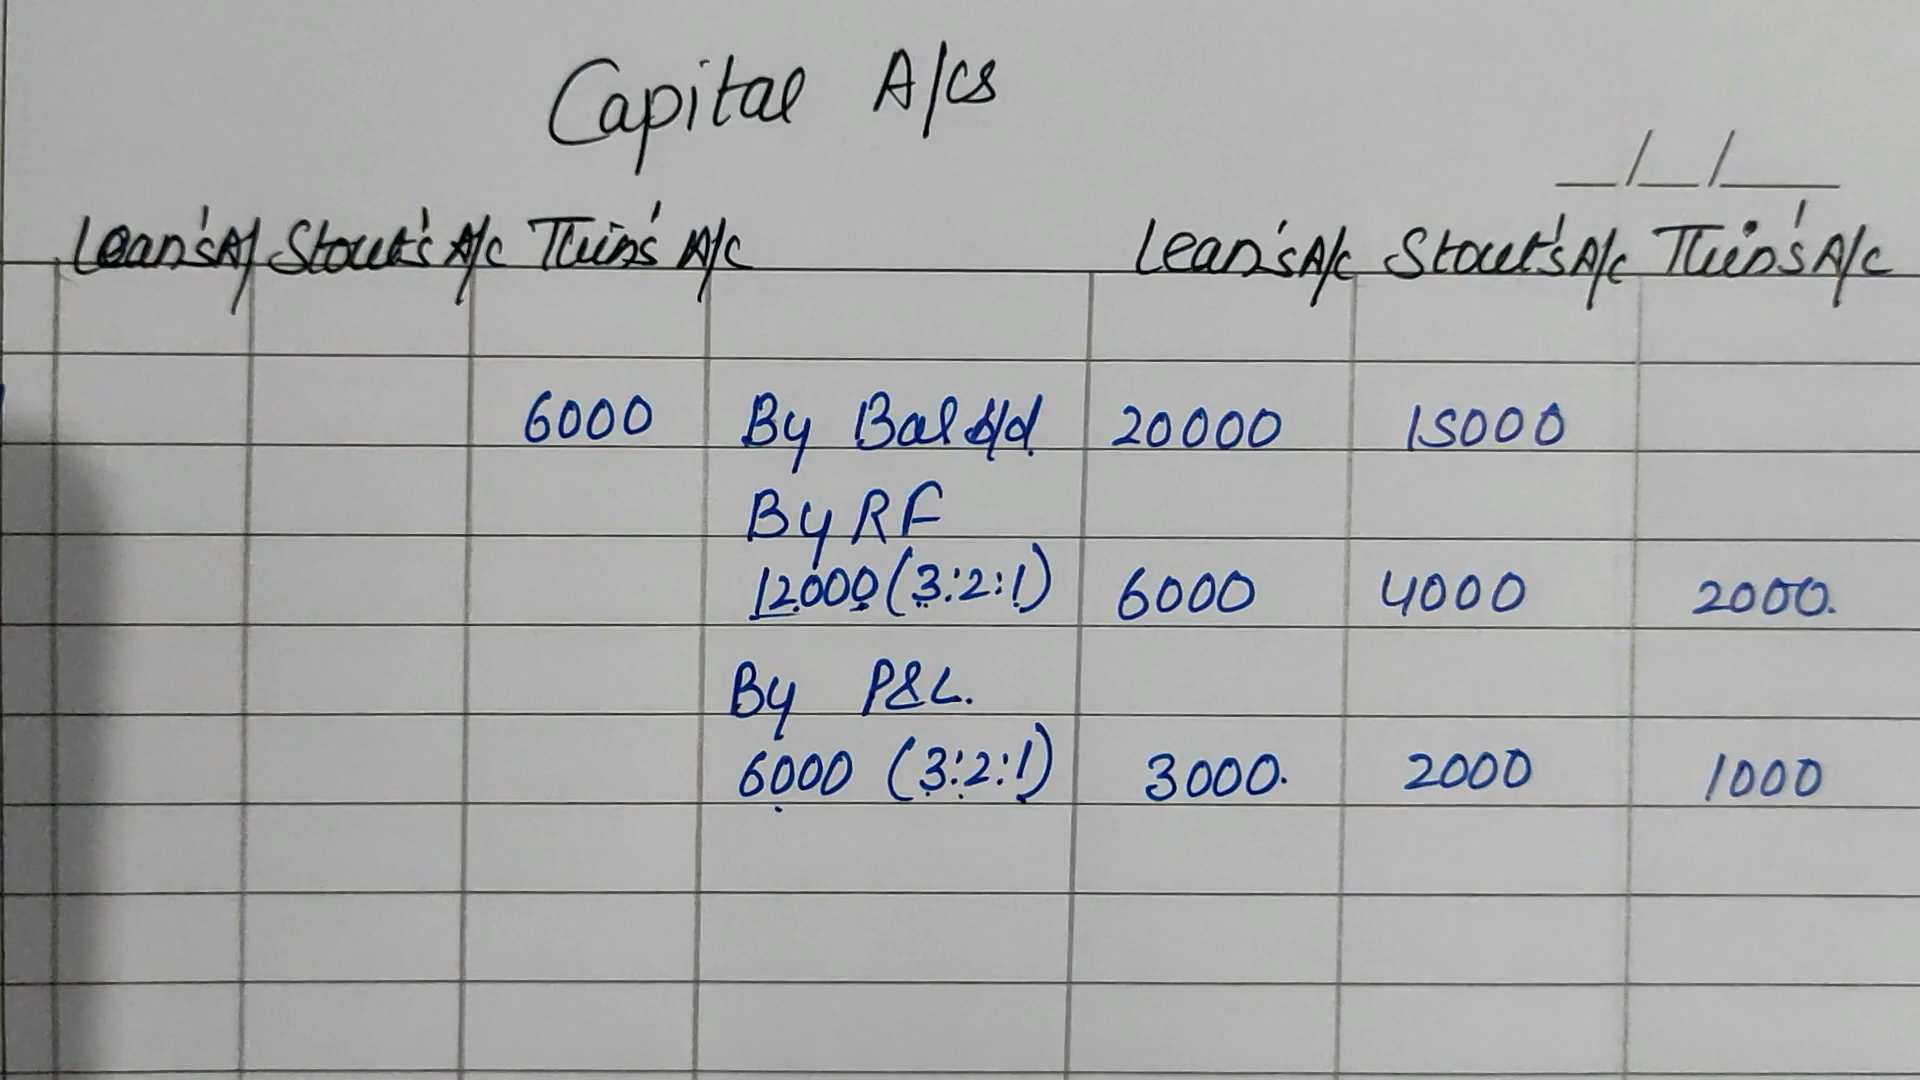 Capital A/cs
__/__/____
Lean's A/ Stout's A/c Thin's A/c Lean's A/c Stout's A/c Thin's A/c
6000 By Bal b/d 20000 15000
By RF
12000 (3:2:1) 6000 4000 2000.
By P&L.
6000 (3:2:1) 3000. 2000 1000